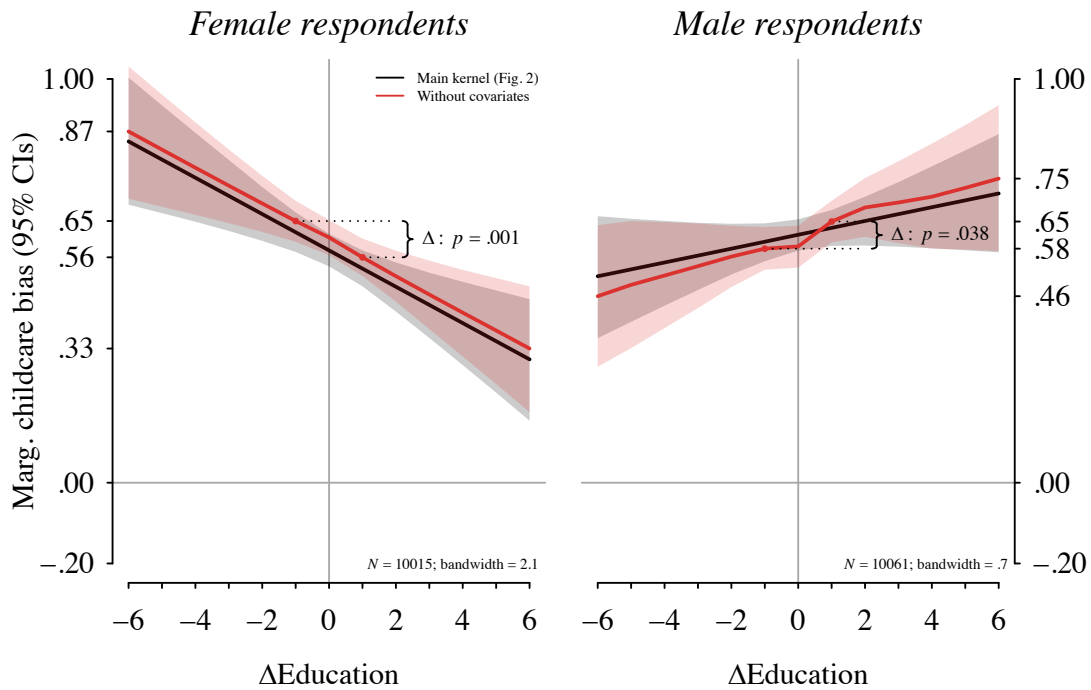 Female respondents
Male respondents
Marg. childcare bias (95% CIs)
1.00
.87
.65
.56
.33
.00
−.20
Main kernel (Fig. 2)
Without covariates
Δ : p = .001
N = 10015; bandwidth = 2.1
−6 −4 −2 0 2 4 6
ΔEducation
Δ : p = .038
N = 10061; bandwidth = .7
1.00
.75
.65
.58
.46
.00
−.20
−6 −4 −2 0 2 4 6
ΔEducation